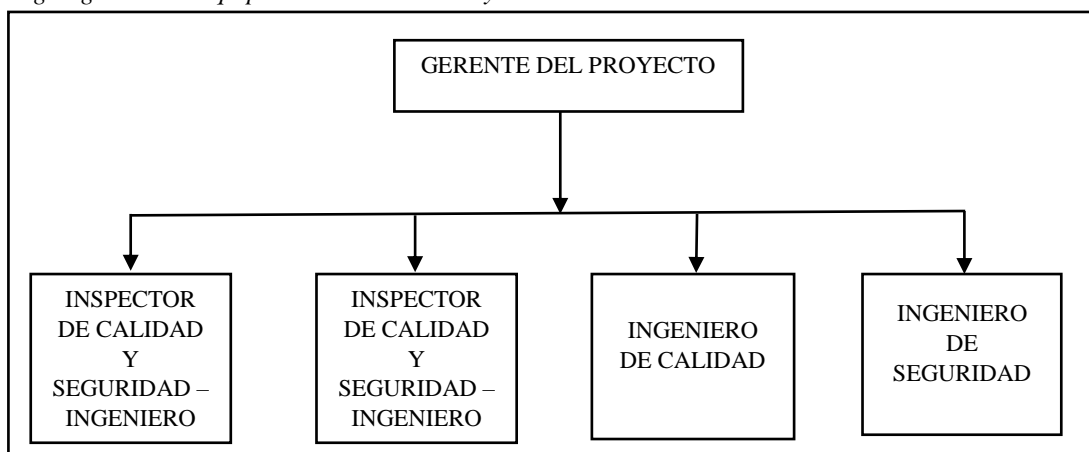 GERENTE DEL PROYECTO
INSPECTOR
DE CALIDAD
Y
SEGURIDAD –
INGENIERO
INSPECTOR
DE CALIDAD
Y
SEGURIDAD –
INGENIERO
INGENIERO
DE CALIDAD
INGENIERO
DE
SEGURIDAD